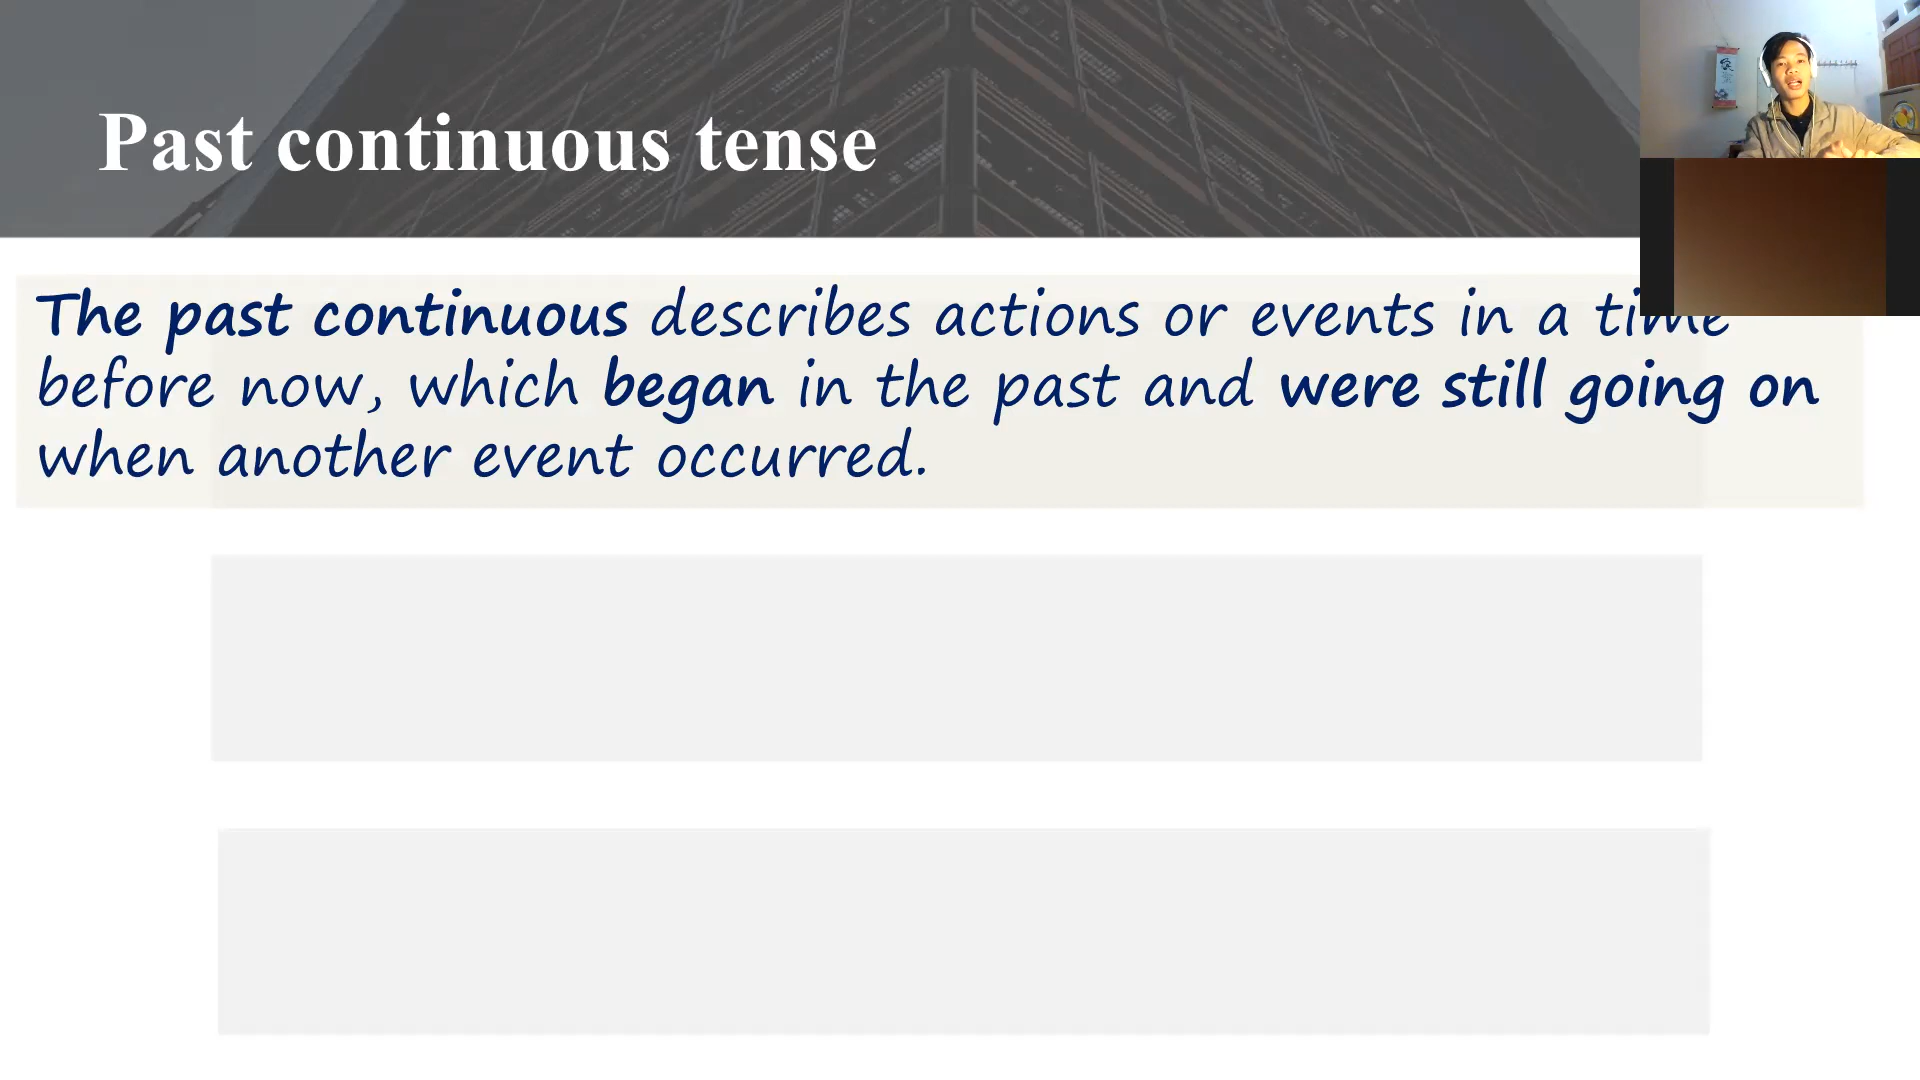 Past continuous tense
The past continuous describes actions or events in a time
before now, which began in the past and were still going on
when another event occurred.